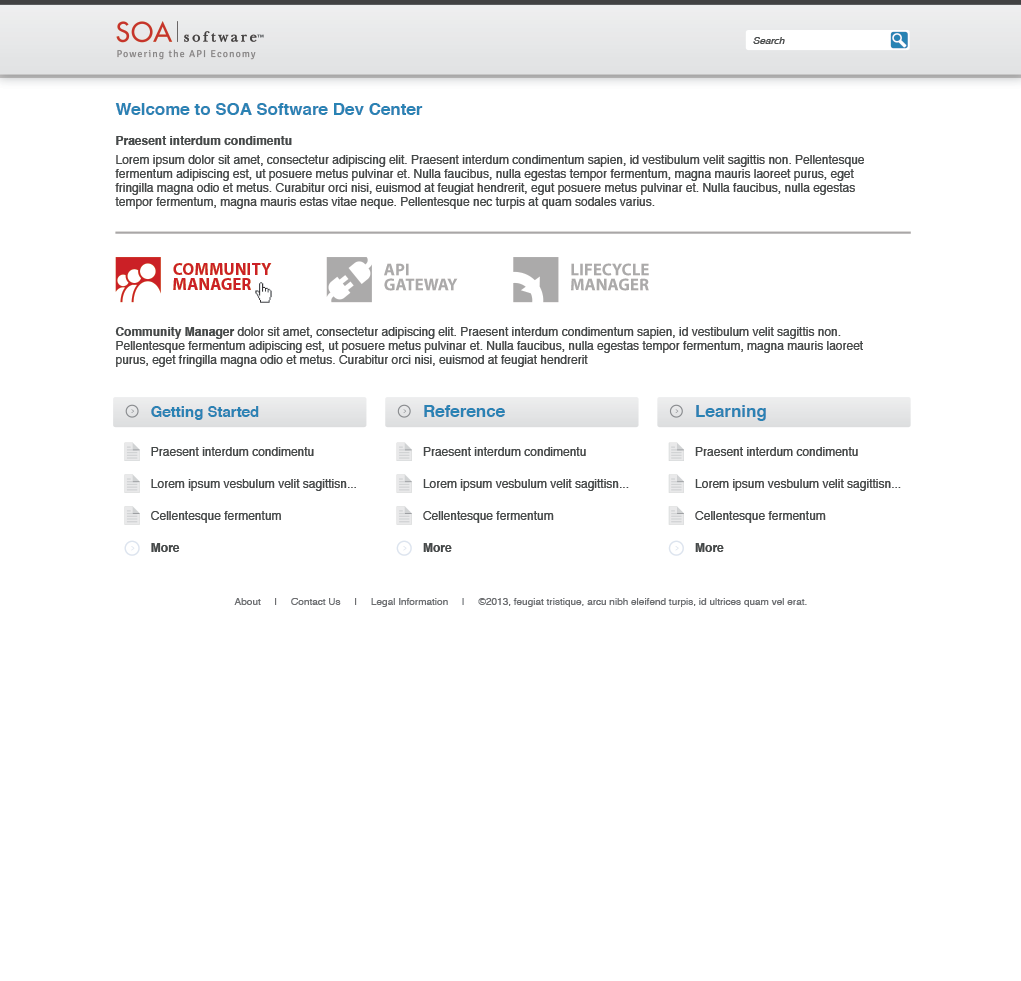 SOA software™
Powering the API Economy
Search
Welcome to SOA Software Dev Center
Praesent interdum condimentu
Lorem ipsum dolor sit amet, consectetur adipiscing elit. Praesent interdum condimentum sapien, id vestibulum velit sagittis non. Pellentesque
fermentum adipiscing est, ut posuere metus pulvinar et. Nulla faucibus, nulla egestas tempor fermentum, magna mauris laoreet purus, eget
fringilla magna odio et metus. Curabitur orci nisi, euismod at feugiat hendrerit, egut posuere metus pulvinar et. Nulla faucibus, nulla egestas
tempor fermentum, magna mauris estas vitae neque. Pellentesque nec turpis at quam sodales varius.
COMMUNITY
MANAGER
API
GATEWAY
LIFECYCLE
MANAGER
Community Manager dolor sit amet, consectetur adipiscing elit. Praesent interdum condimentum sapien, id vestibulum velit sagittis non.
Pellentesque fermentum adipiscing est, ut posuere metus pulvinar et. Nulla faucibus, nulla egestas tempor fermentum, magna mauris laoreet
purus, eget fringilla magna odio et metus. Curabitur orci nisi, euismod at feugiat hendrerit
Getting Started
Praesent interdum condimentu
Lorem ipsum vesbulum velit sagittisn...
Cellentesque fermentum
More
Reference
Praesent interdum condimentu
Lorem ipsum vesbulum velit sagittisn...
Cellentesque fermentum
More
Learning
Praesent interdum condimentu
Lorem ipsum vesbulum velit sagittisn...
Cellentesque fermentum
More
About | Contact Us | Legal Information | ©2013, feugiat tristique, arcu nibh eleifend turpis, id ultrices quam vel erat.